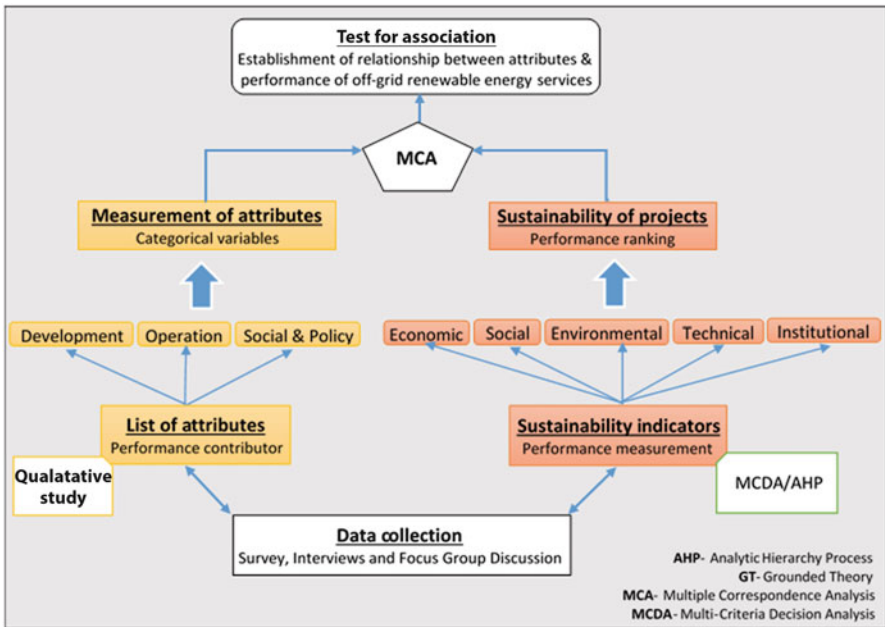 Test for association
Establishment of relationship between attributes &
performance of off-grid renewable energy services
MCA
Measurement of attributes
Categorical variables
Sustainability of projects
Performance ranking
Development
Operation
Social & Policy
Economic
Social
Environmental
Technical
Institutional
List of attributes
Performance contributor
Sustainability indicators
Performance measurement
Qualatative
study
MCDA/AHP
Data collection
Survey, Interviews and Focus Group Discussion
AHP- Analytic Hierarchy Process
GT- Grounded Theory
MCA- Multiple Correspondence Analysis
MCDA- Multi-Criteria Decision Analysis